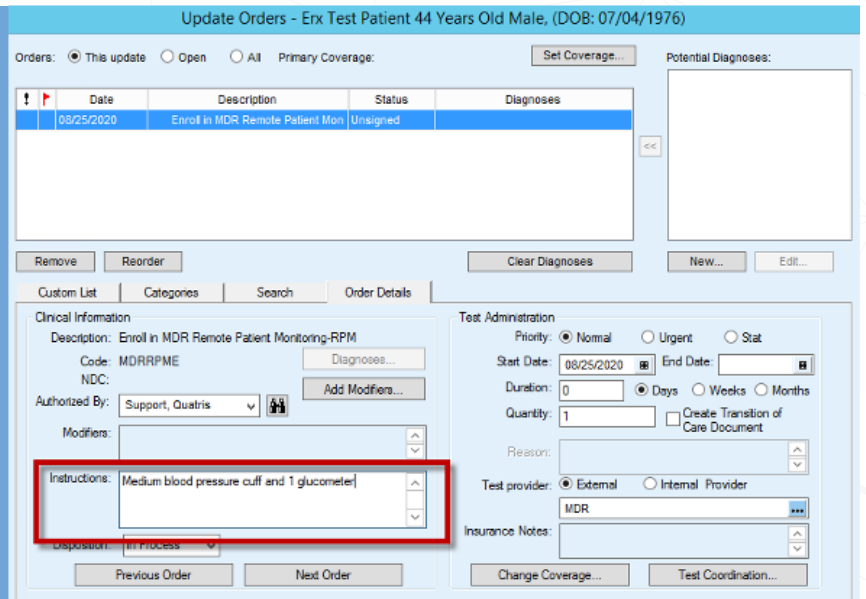 Update Orders - Erx Test Patient 44 Years Old Male, (DOB: 07/04/1976)
Orders: This update Open All Primary Coverage: Set Coverage... Potential Diagnoses:
! Date Description Status Diagnoses
08/25/2020 Enroll in MDR Remote Patient Mon Unsigned
<<
Remove Reorder Clear Diagnoses New... Edit...
Custom List Categories Search Order Details
Clinical Information
Description: Enroll in MDR Remote Patient Monitoring-RPM
Code: MDRRPME Diagnoses...
NDC:
Add Modifiers...
Authorized By: Support, Quatris
Modifiers:
Instructions: Medium blood pressure cuff and 1 glucometer
Disposition: In Process
Previous Order Next Order
Test Administration
Priority: Normal Urgent Stat
Start Date: 08/25/2020 End Date:
Duration: 0 Days Weeks Months
Quantity: 1 Create Transition of
Care Document
Reason:
Test provider: External Internal Provider
MDR ...
Insurance Notes:
Change Coverage... Test Coordination...